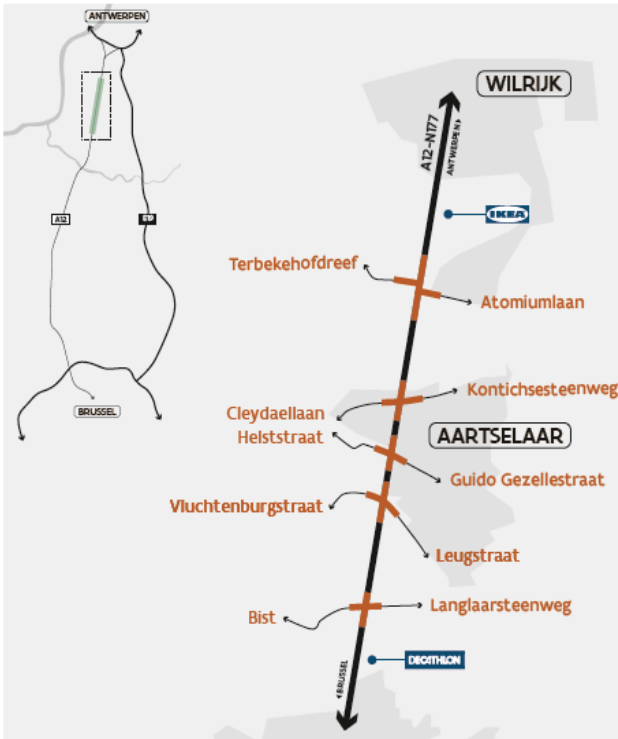 ANTWERPEN
A12
E19
BRUSSEL
WILRIJK
A12-N177
ANTWERPEN
IKEA
Terbekehofdreef
Atomiumlaan
Kontichsesteenweg
Cleydaellaan
Helststraat
AARTSELAAR
Guido Gezellestraat
Vluchtenburgstraat
Leugstraat
Langlaarsteenweg
Bist
DECATHLON
BRUSSEL